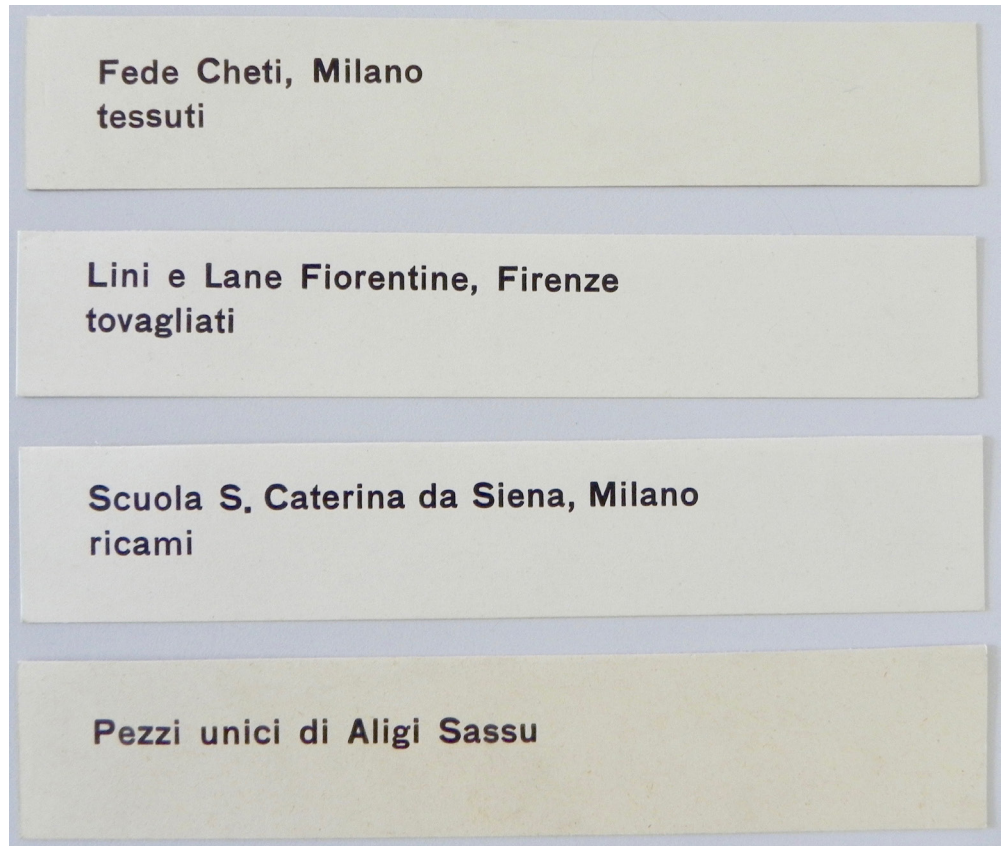 Fede Cheti, Milano
tessuti
Lini e Lane Fiorentine, Firenze
tovagliati
Scuola S. Caterina da Siena, Milano
ricami
Pezzi unici di Aligi Sassu